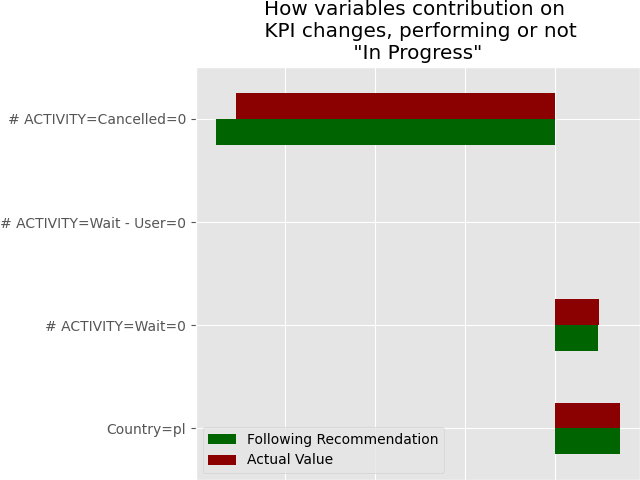 How variables contribution on
KPI changes, performing or not
"In Progress"
# ACTIVITY=Cancelled=0
# ACTIVITY=Wait - User=0
# ACTIVITY=Wait=0
Country=pl
Following Recommendation
Actual Value